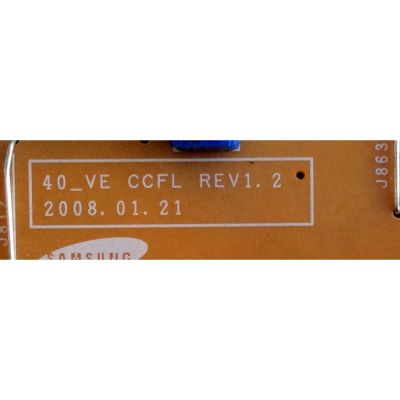 40_VE CCFL REV1.2
2008.01.21
SAMSUNG
J863